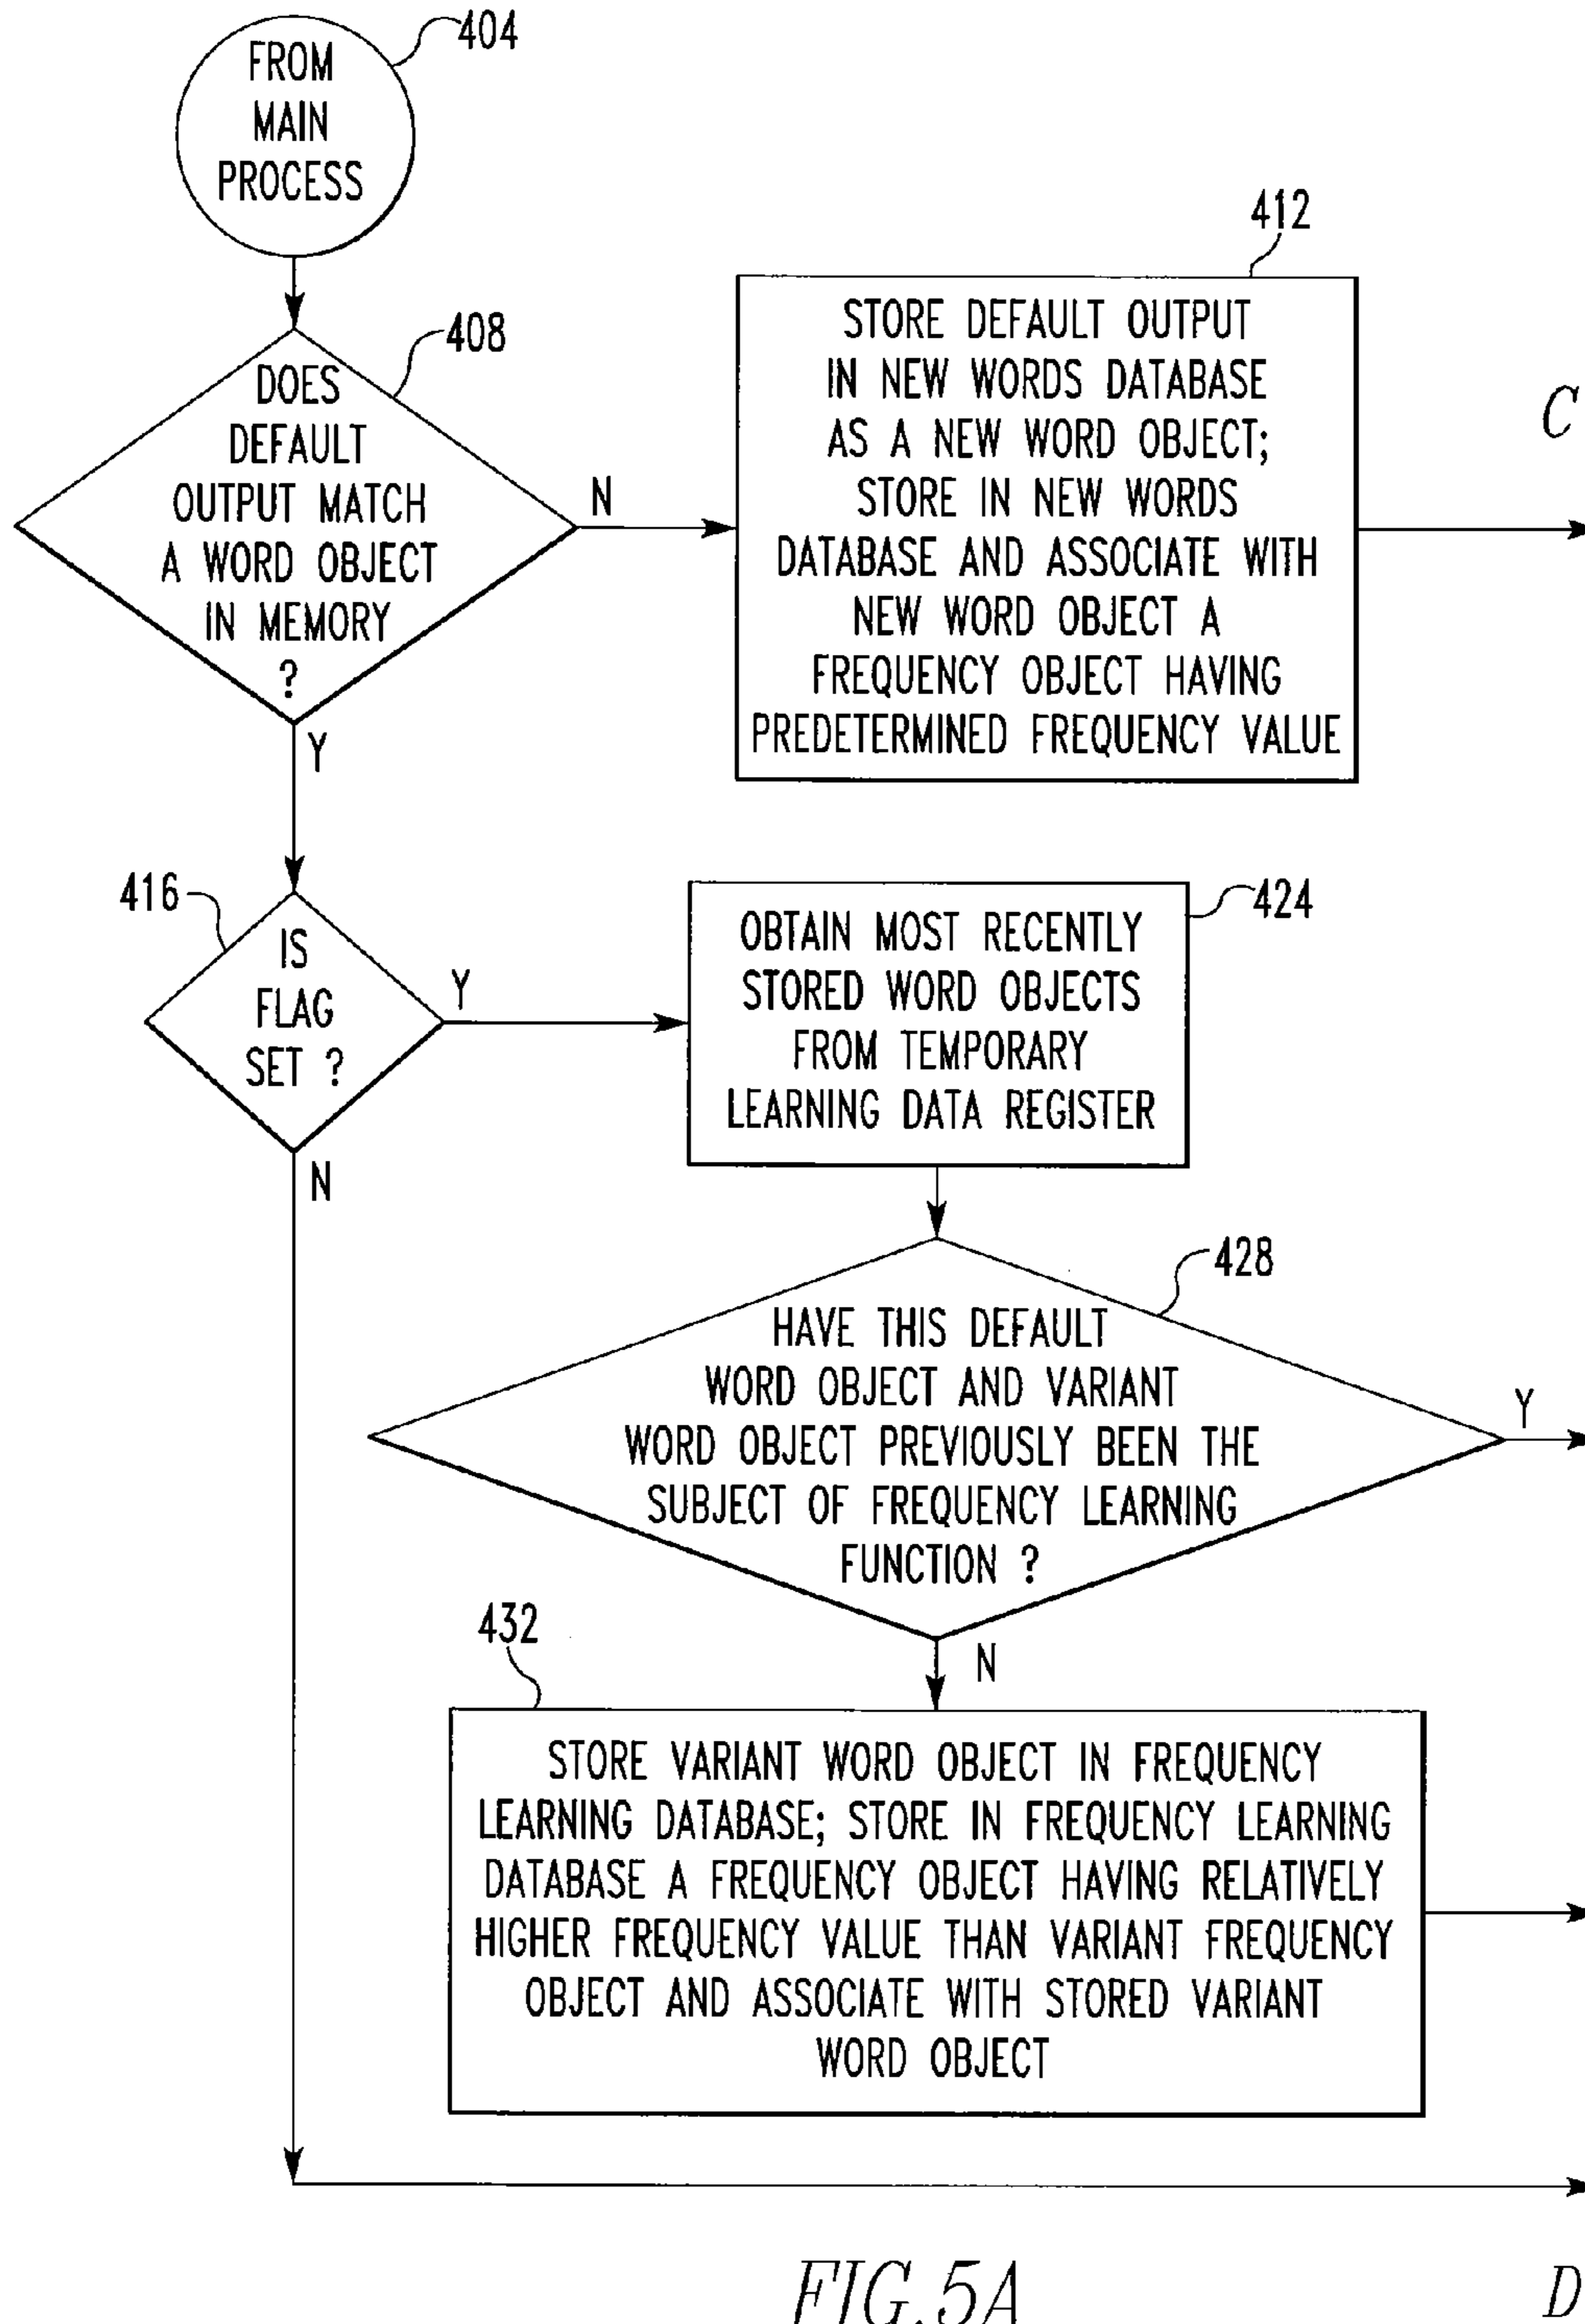 404
FROM
MAIN
PROCESS
408
DOES
DEFAULT
OUTPUT MATCH
A WORD OBJECT
IN MEMORY
?
N
Y
412
STORE DEFAULT OUTPUT
IN NEW WORDS DATABASE
AS A NEW WORD OBJECT;
STORE IN NEW WORDS
DATABASE AND ASSOCIATE WITH
NEW WORD OBJECT A
FREQUENCY OBJECT HAVING
PREDETERMINED FREQUENCY VALUE
C
416
IS
FLAG
SET ?
Y
N
424
OBTAIN MOST RECENTLY
STORED WORD OBJECTS
FROM TEMPORARY
LEARNING DATA REGISTER
428
HAVE THIS DEFAULT
WORD OBJECT AND VARIANT
WORD OBJECT PREVIOUSLY BEEN THE
SUBJECT OF FREQUENCY LEARNING
FUNCTION ?
Y
N
432
STORE VARIANT WORD OBJECT IN FREQUENCY
LEARNING DATABASE; STORE IN FREQUENCY LEARNING
DATABASE A FREQUENCY OBJECT HAVING RELATIVELY
HIGHER FREQUENCY VALUE THAN VARIANT FREQUENCY
OBJECT AND ASSOCIATE WITH STORED VARIANT
WORD OBJECT
FIG.5A
D